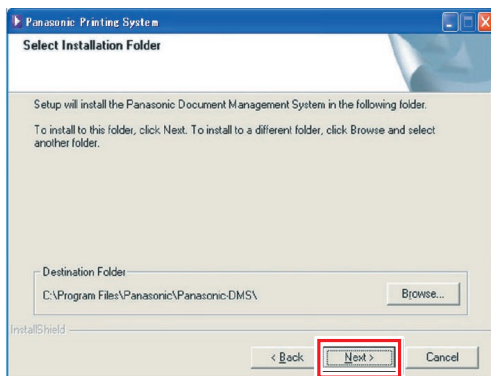 Panasonic Printing System
Select Installation Folder
Setup will install the Panasonic Document Management System in the following folder.
To install to this folder, click Next. To install to a different folder, click Browse and select
another folder.
Destination Folder
C:\Program Files\Panasonic\Panasonic-DMS\
Browse...
InstallShield
< Back
Next >
Cancel